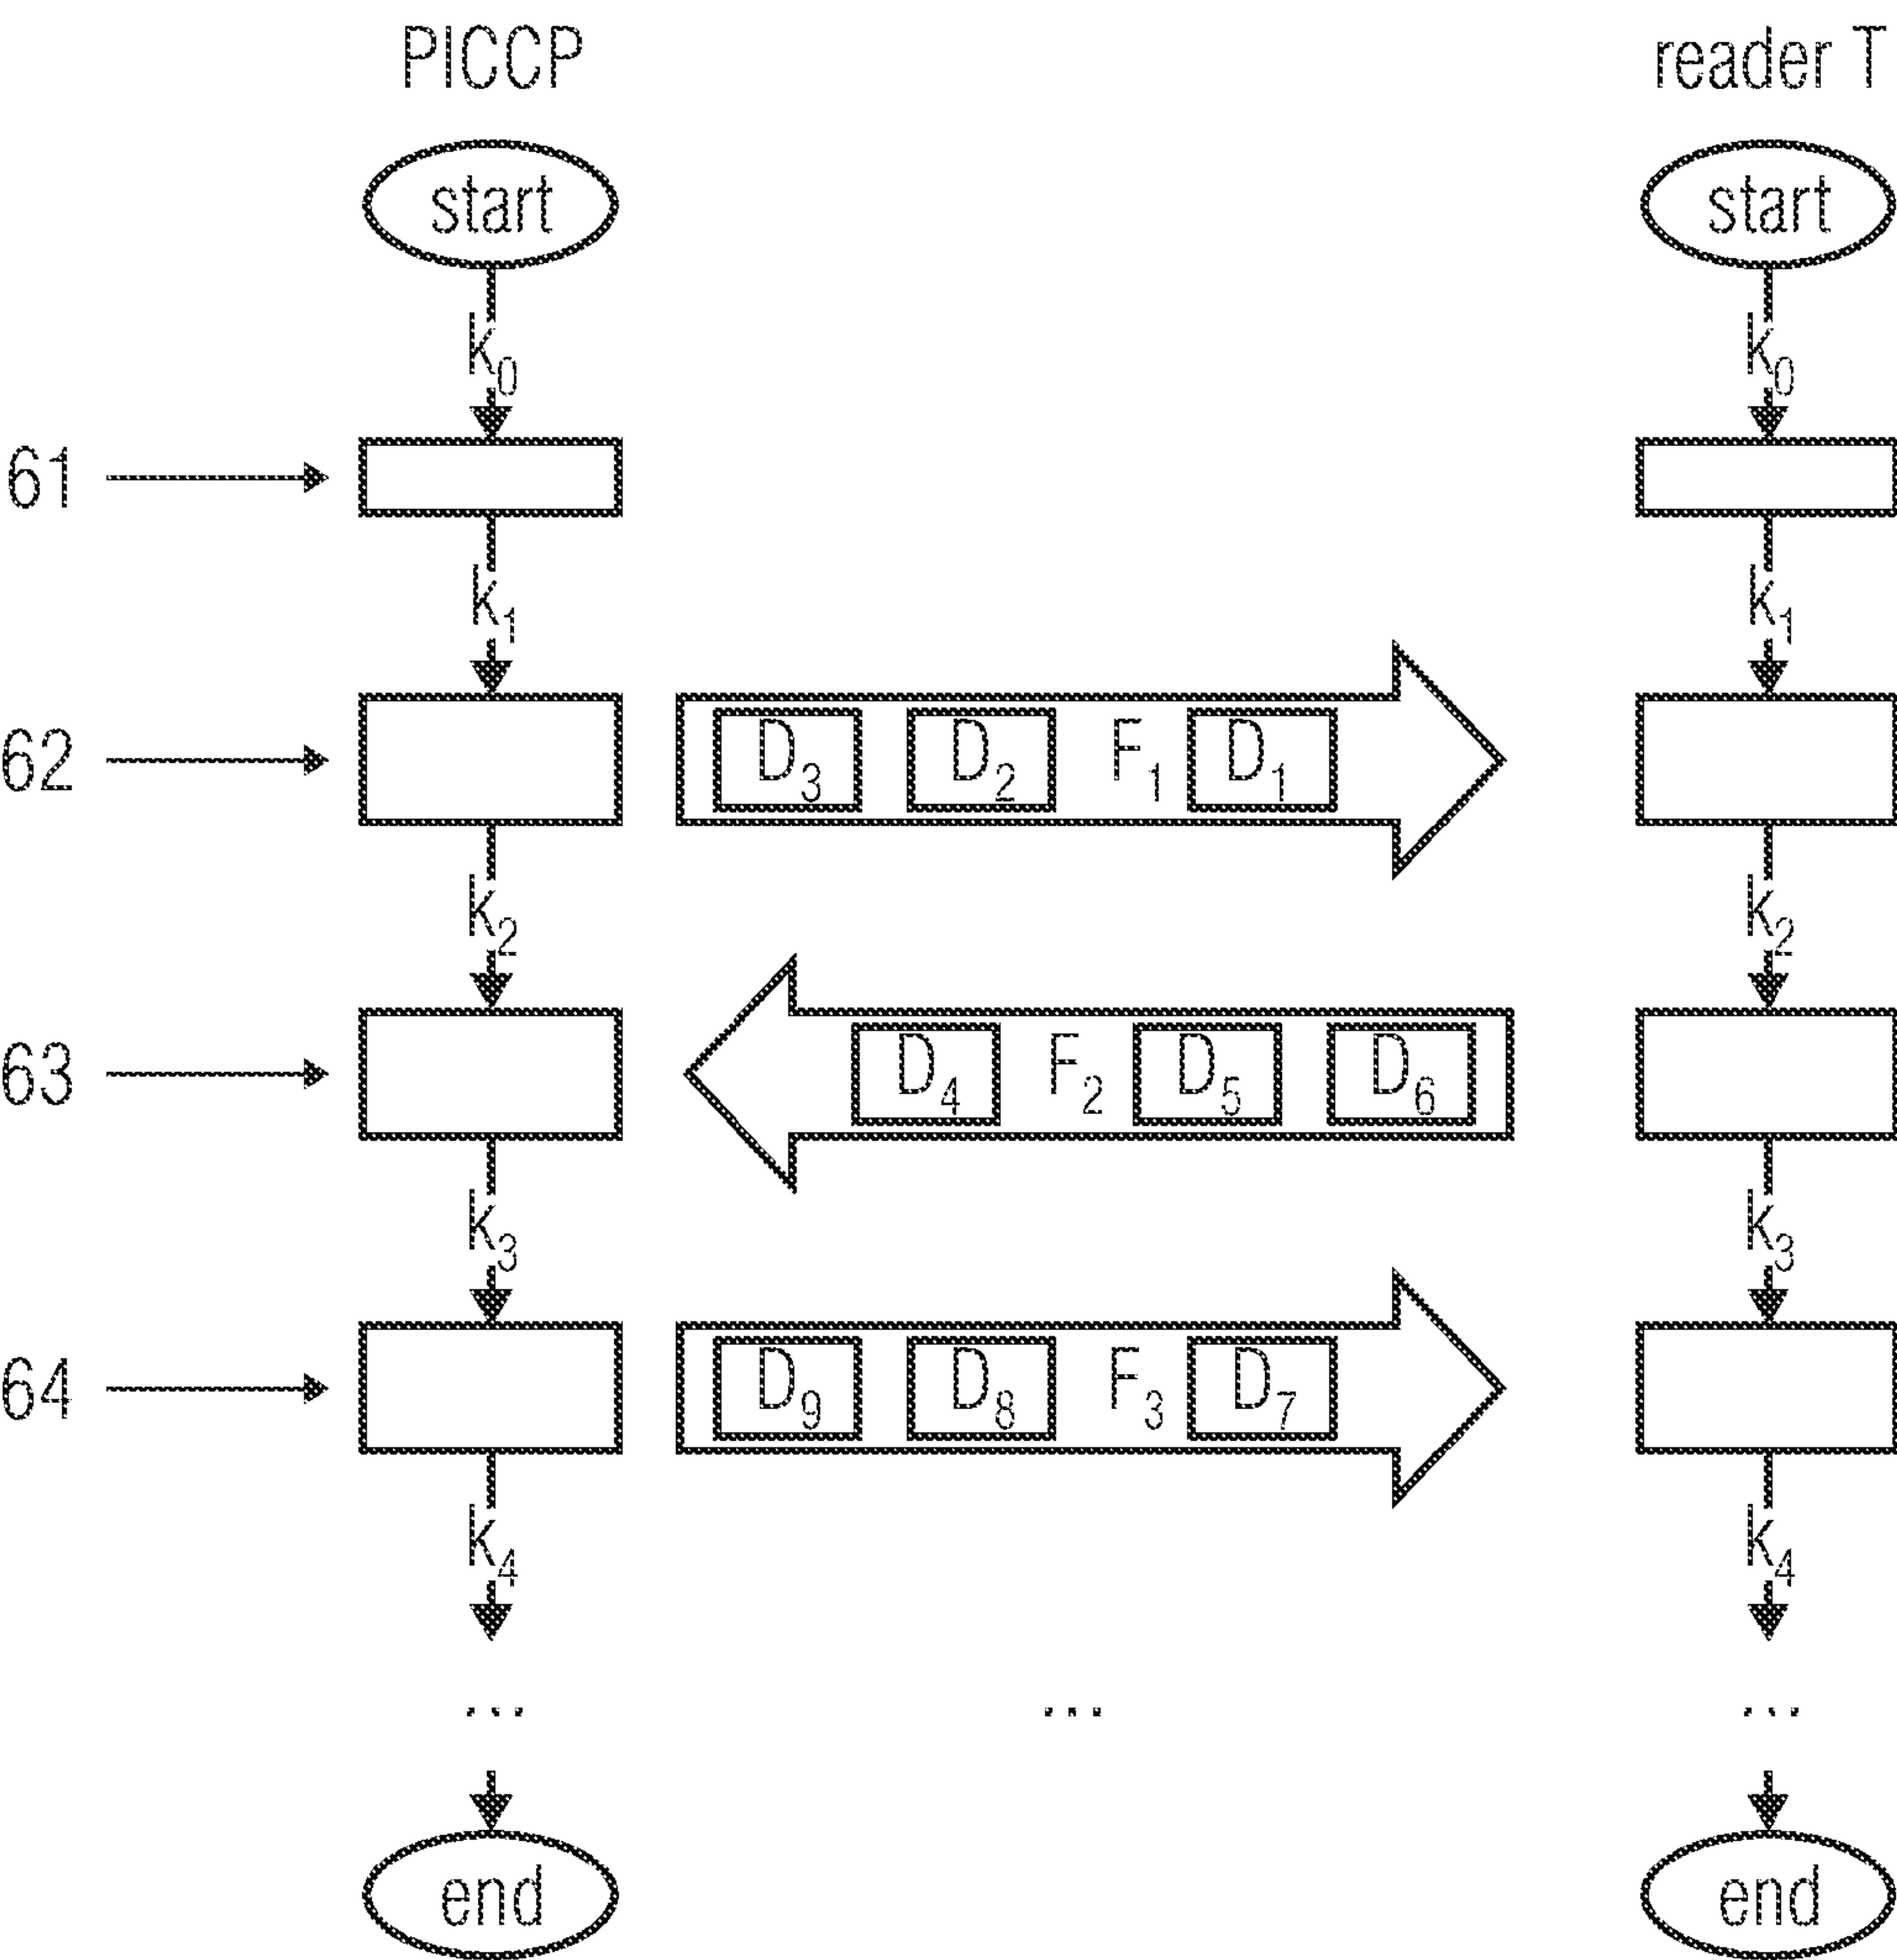 PICCP reader T
start start
k₀ k₀
61
k₁ k₁
62 D₃ D₂ F₁ D₁
k₂ k₂
63 D₄ F₂ D₅ D₆
k₃ k₃
64 D₉ D₈ F₃ D₇
k₄ k₄
... ... ...
end end